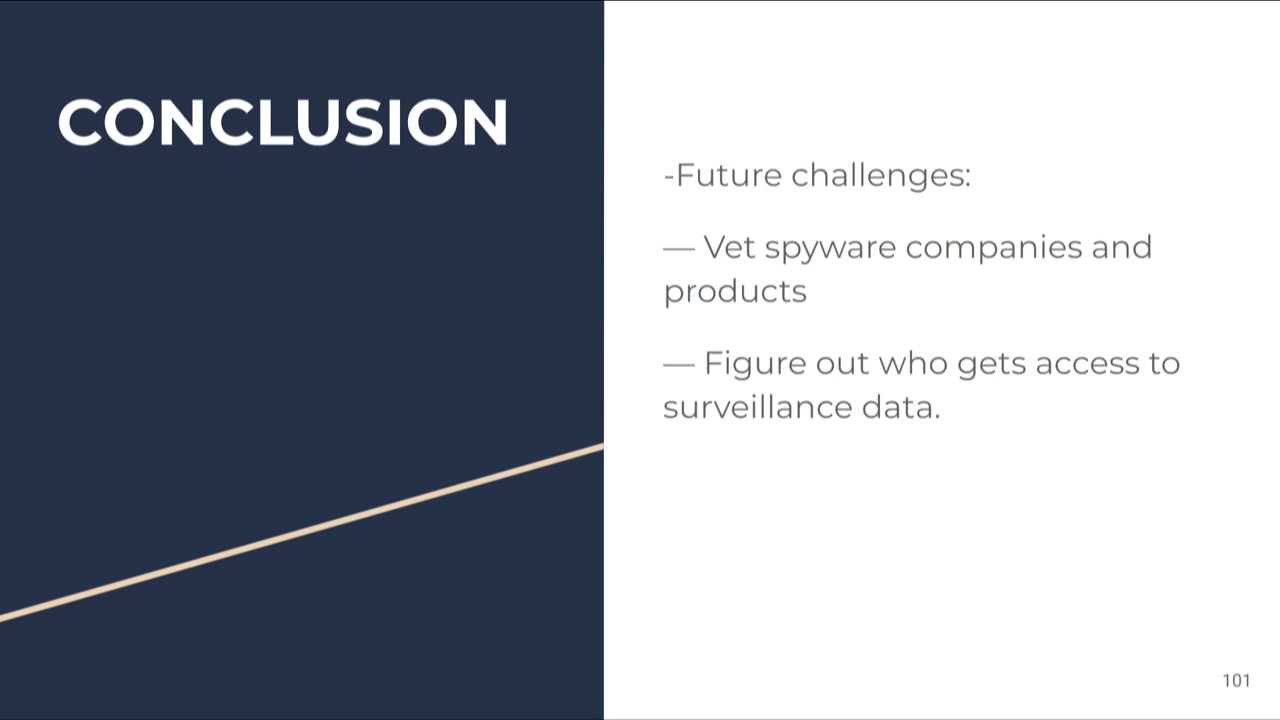 CONCLUSION
-Future challenges:
— Vet spyware companies and
products
— Figure out who gets access to
surveillance data.
101